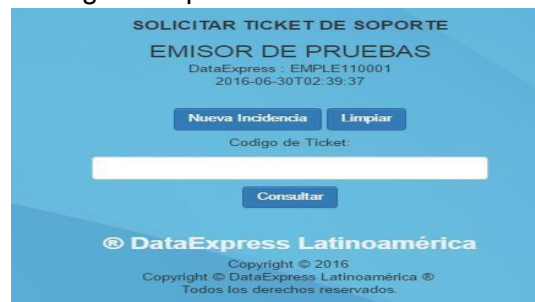 SOLICITAR TICKET DE SOPORTE
EMISOR DE PRUEBAS
DataExpress : EMPLE110001
2016-06-30T02:39:37
Nueva Incidencia Limpiar
Codigo de Ticket:
Consultar
® DataExpress Latinoamérica
Copyright © 2016
Copyright © DataExpress Latinoamérica ®
Todos los derechos reservados.